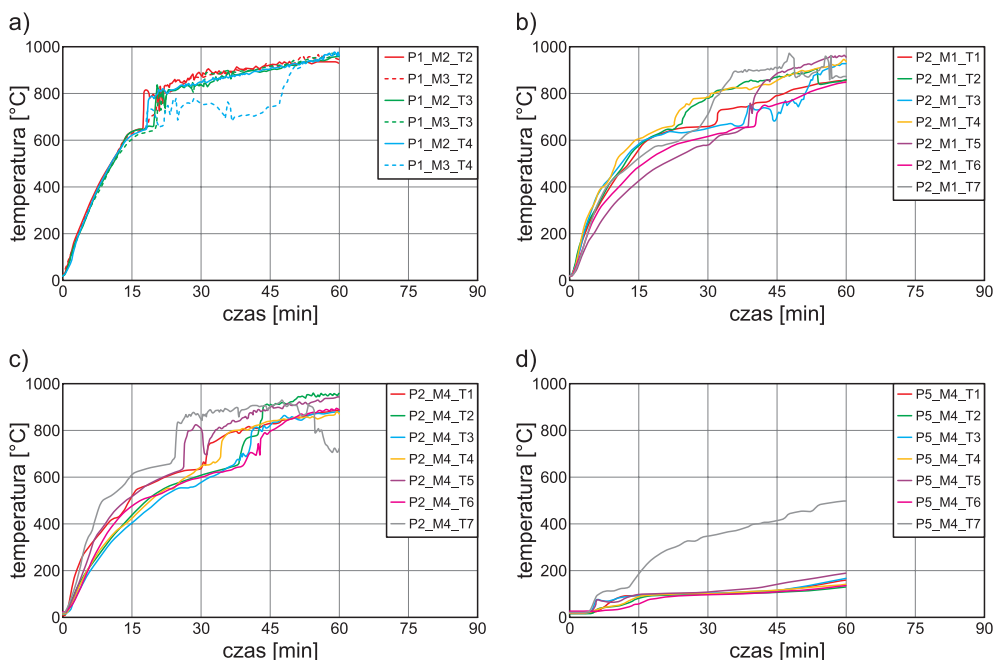 a)
1000
800
600
400
200
0
temperatura [°C]
0 15 30 45 60 75 90
czas [min]
P1_M2_T2
P1_M3_T2
P1_M2_T3
P1_M3_T3
P1_M2_T4
P1_M3_T4
b)
1000
800
600
400
200
0
temperatura [°C]
0 15 30 45 60 75 90
czas [min]
P2_M1_T1
P2_M1_T2
P2_M1_T3
P2_M1_T4
P2_M1_T5
P2_M1_T6
P2_M1_T7
c)
1000
800
600
400
200
0
temperatura [°C]
0 15 30 45 60 75 90
czas [min]
P2_M4_T1
P2_M4_T2
P2_M4_T3
P2_M4_T4
P2_M4_T5
P2_M4_T6
P2_M4_T7
d)
1000
800
600
400
200
0
temperatura [°C]
0 15 30 45 60 75 90
czas [min]
P5_M4_T1
P5_M4_T2
P5_M4_T3
P5_M4_T4
P5_M4_T5
P5_M4_T6
P5_M4_T7